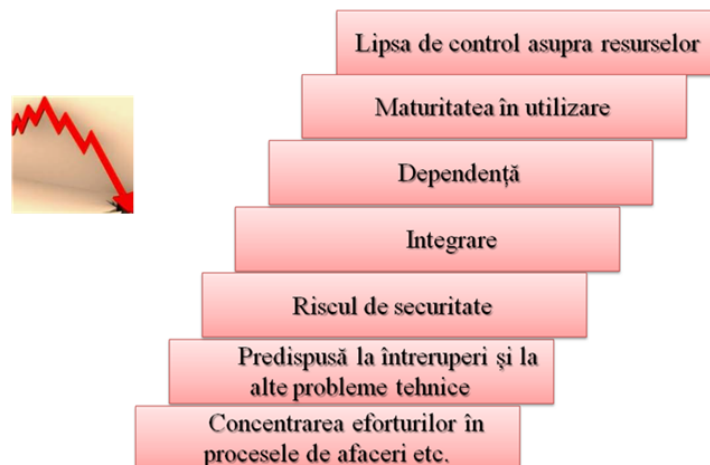 Lipsa de control asupra resurselor
Maturitatea în utilizare
Dependență
Integrare
Riscul de securitate
Predispusă la întreruperi și la
alte probleme tehnice
Concentrarea eforturilor în
procesele de afaceri etc.